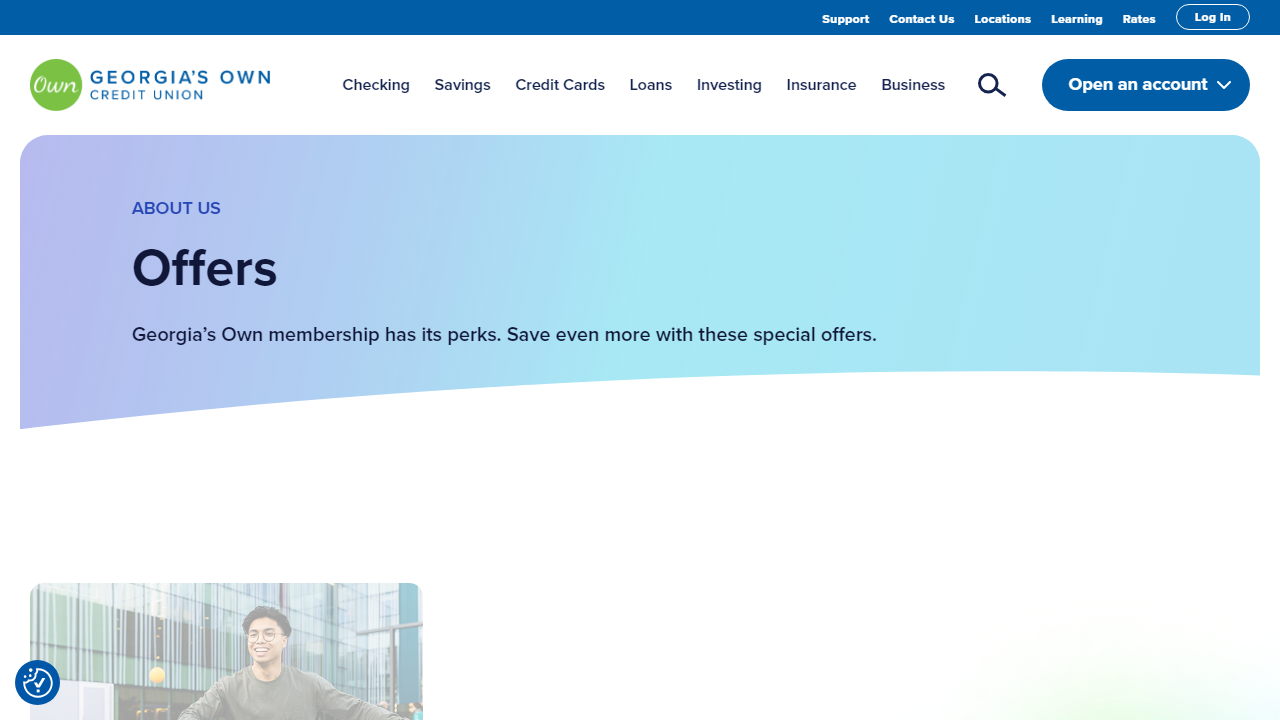 Support Contact Us Locations Learning Rates Log In
Own GEORGIA'S OWN
CREDIT UNION
Checking Savings Credit Cards Loans Investing Insurance Business Open an account
ABOUT US
Offers
Georgia’s Own membership has its perks. Save even more with these special offers.